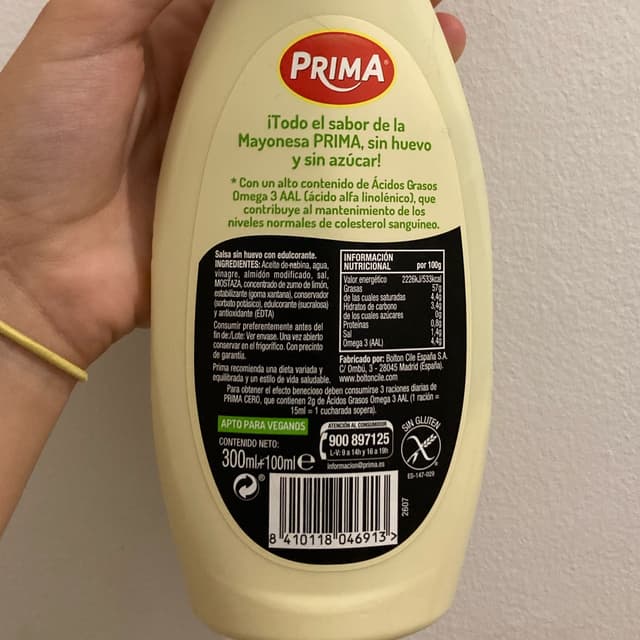 PRIMA®
¡Todo el sabor de la
Mayonesa PRIMA, sin huevo
y sin azúcar!
* Con un alto contenido de Ácidos Grasos
Omega 3 AAL (ácido alfa linolénico), que
contribuye al mantenimiento de los
niveles normales de colesterol sanguíneo.
Salsa sin huevo con edulcorante.
INGREDIENTES: Aceite de nabina, agua,
vinagre, almidón modificado, sal,
MOSTAZA, concentrado de zumo de limón,
estabilizante (goma xantana), conservador
(sorbato potásico), edulcorante (sucralosa)
y antioxidante (EDTA)
Consumir preferentemente antes del
fin de:/Lote: Ver envase. Una vez abierto
conservar en el frigorífico. Con precinto
de garantía.
INFORMACIÓN
NUTRICIONAL por 100g
Valor energético 2226kJ/533kcal
Grasas 57g
de las cuales saturadas 4,4g
Hidratos de carbono 3,4g
de los cuales azúcares 0g
Proteínas 0,8g
Sal 1,4g
Omega 3 (AAL) 4,4g
Fabricado por: Bolton Cile España S.A.
C/ Ombú, 3 - 28045 Madrid (España).
www.boltoncile.com
Prima recomienda una dieta variada y
equilibrada y un estilo de vida saludable.
Para obtener el efecto benecioso deben consumirse 3 raciones diarias de
PRIMA CERO, que contienen 2g de Ácidos Grasos Omega 3 AAL (1 ración =
15ml = 1 cucharada sopera).
APTO PARA VEGANOS
CONTENIDO NETO:
300ml+100ml e
ATENCIÓN AL CONSUMIDOR
900 897125
L-V: 9 a 14h y 16 a 19h
informacion@prima.es
SIN GLUTEN
ES-147-029
2607
8 410118 046913 >